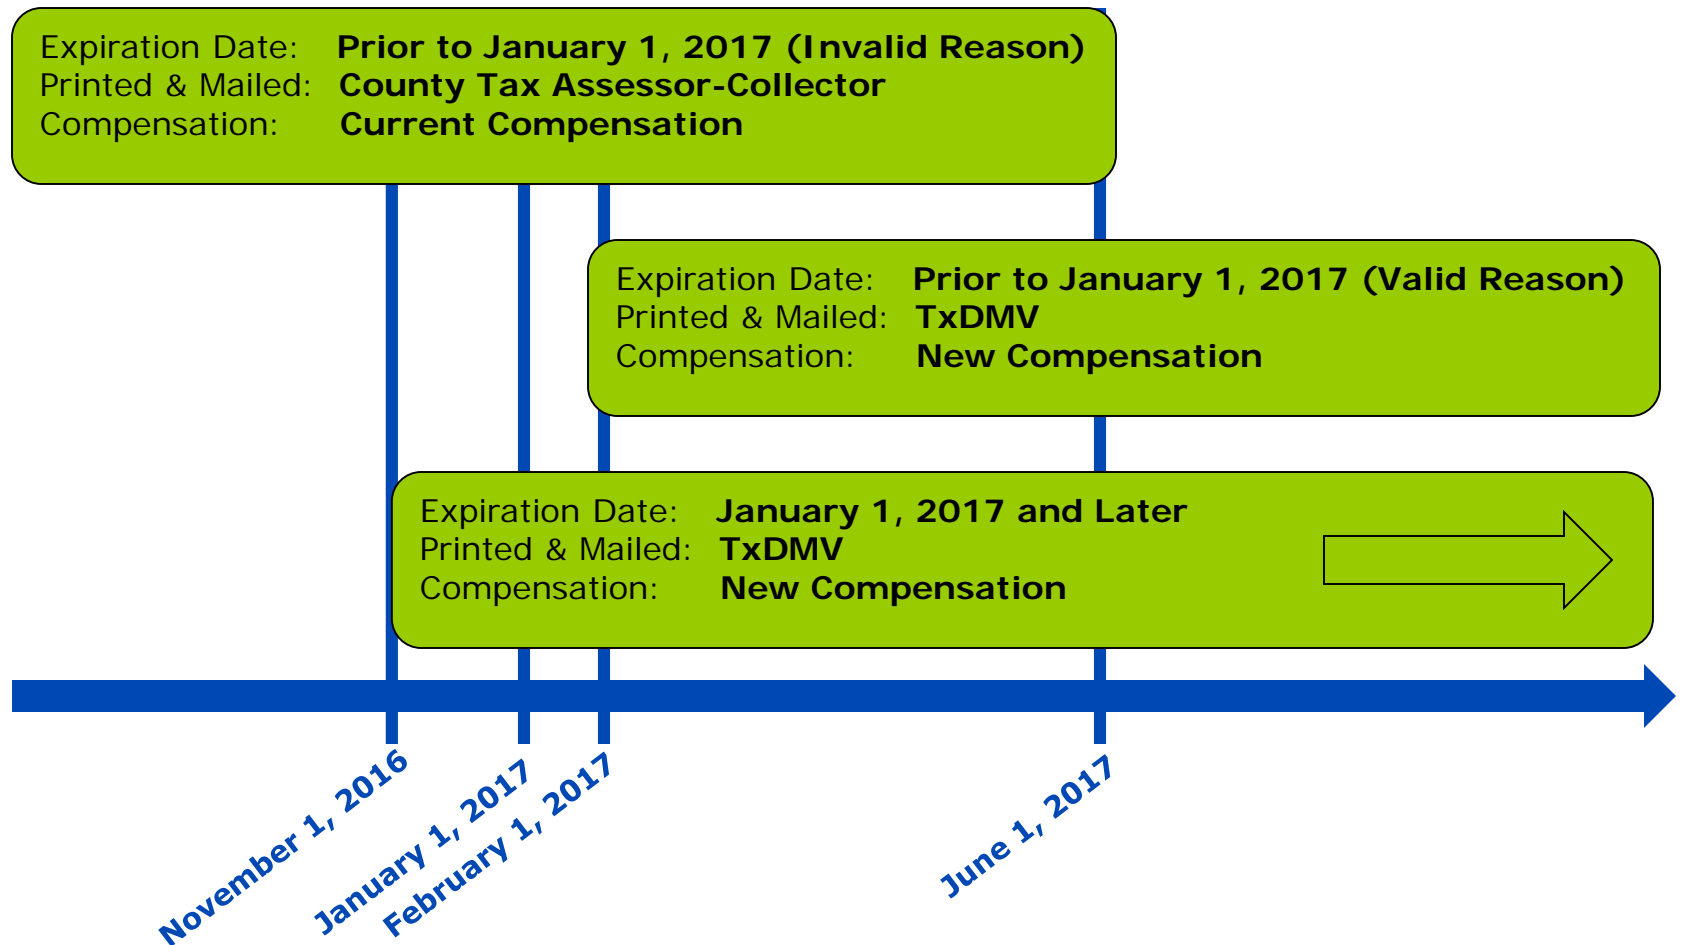 Expiration Date: Prior to January 1, 2017 (Invalid Reason)
Printed & Mailed: County Tax Assessor-Collector
Compensation: Current Compensation
Expiration Date: Prior to January 1, 2017 (Valid Reason)
Printed & Mailed: TxDMV
Compensation: New Compensation
Expiration Date: January 1, 2017 and Later
Printed & Mailed: TxDMV
Compensation: New Compensation
November 1, 2016
January 1, 2017
February 1, 2017
June 1, 2017